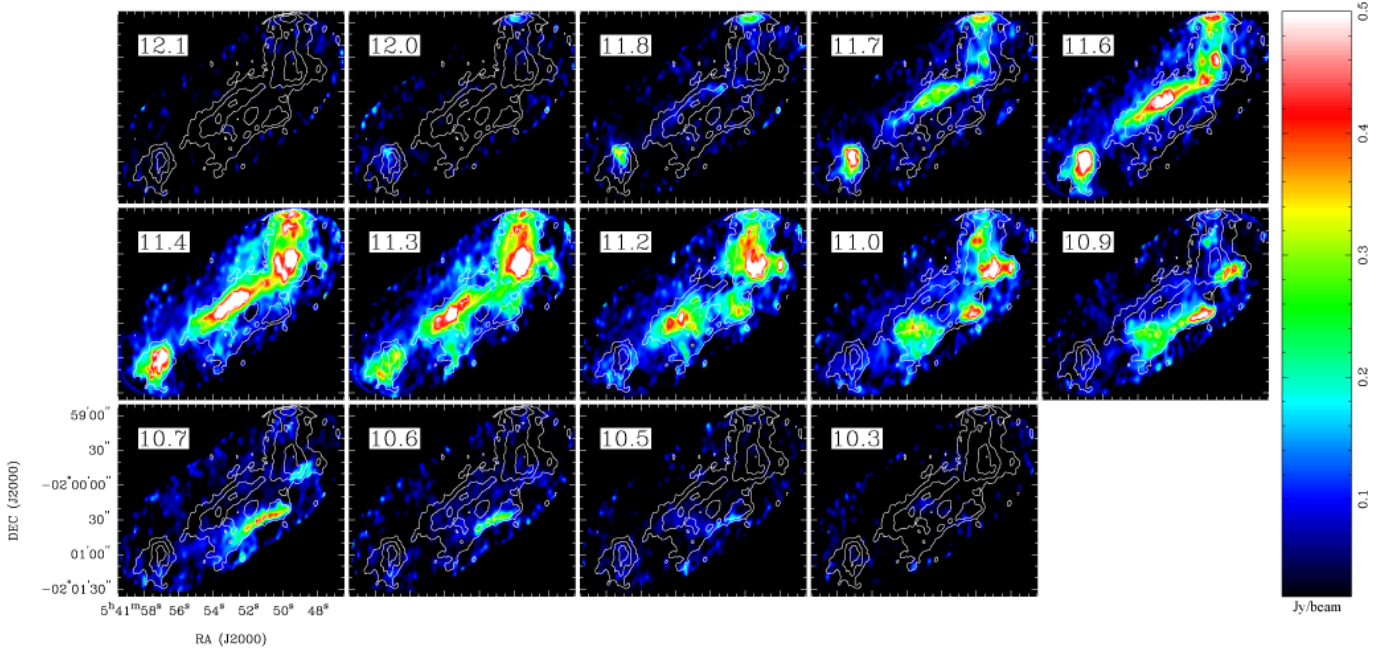 12.1 12.0 11.8 11.7 11.6
11.4 11.3 11.2 11.0 10.9
10.7 10.6 10.5 10.3
0.5
0.4
0.3
0.2
0.1
Jy/beam
59'00"
30"
−02°00'00"
30"
01'00"
−02°01'30"
DEC (J2000)
5ʰ41ᵐ58ˢ 56ˢ 54ˢ 52ˢ 50ˢ 48ˢ
RA (J2000)